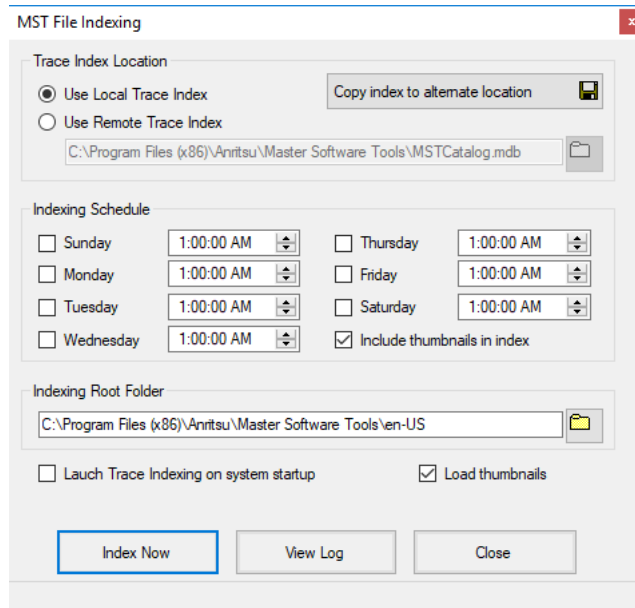 MST File Indexing
x
Trace Index Location
Use Local Trace Index
Copy index to alternate location
Use Remote Trace Index
C:\Program Files (x86)\Anritsu\Master Software Tools\MSTCatalog.mdb
Indexing Schedule
Sunday 1:00:00 AM Thursday 1:00:00 AM
Monday 1:00:00 AM Friday 1:00:00 AM
Tuesday 1:00:00 AM Saturday 1:00:00 AM
Wednesday 1:00:00 AM Include thumbnails in index
Indexing Root Folder
C:\Program Files (x86)\Anritsu\Master Software Tools\en-US
Lauch Trace Indexing on system startup Load thumbnails
Index Now View Log Close